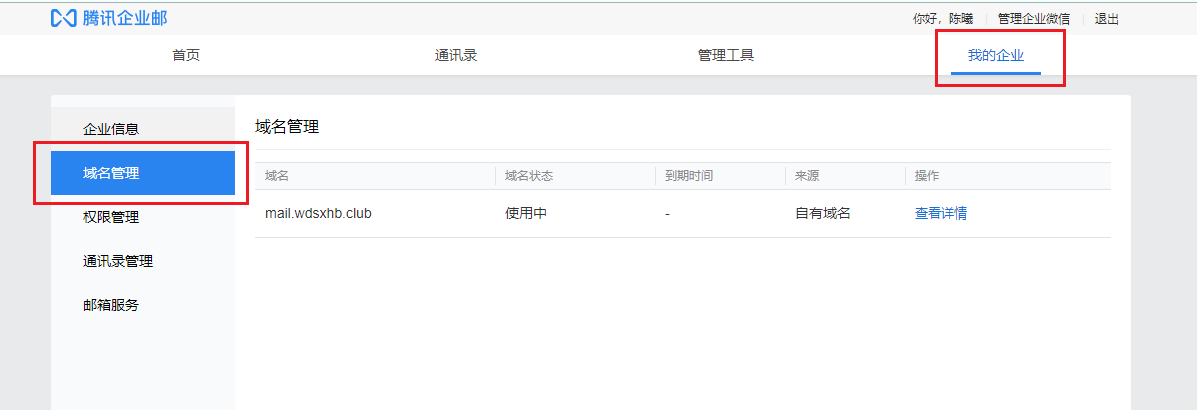 腾讯企业邮 你好，陈曦 管理企业微信 退出
首页 通讯录 管理工具 我的企业
企业信息
域名管理
权限管理
通讯录管理
邮箱服务
域名管理
域名 域名状态 到期时间 来源 操作
mail.wdsxhb.club 使用中 - 自有域名 查看详情